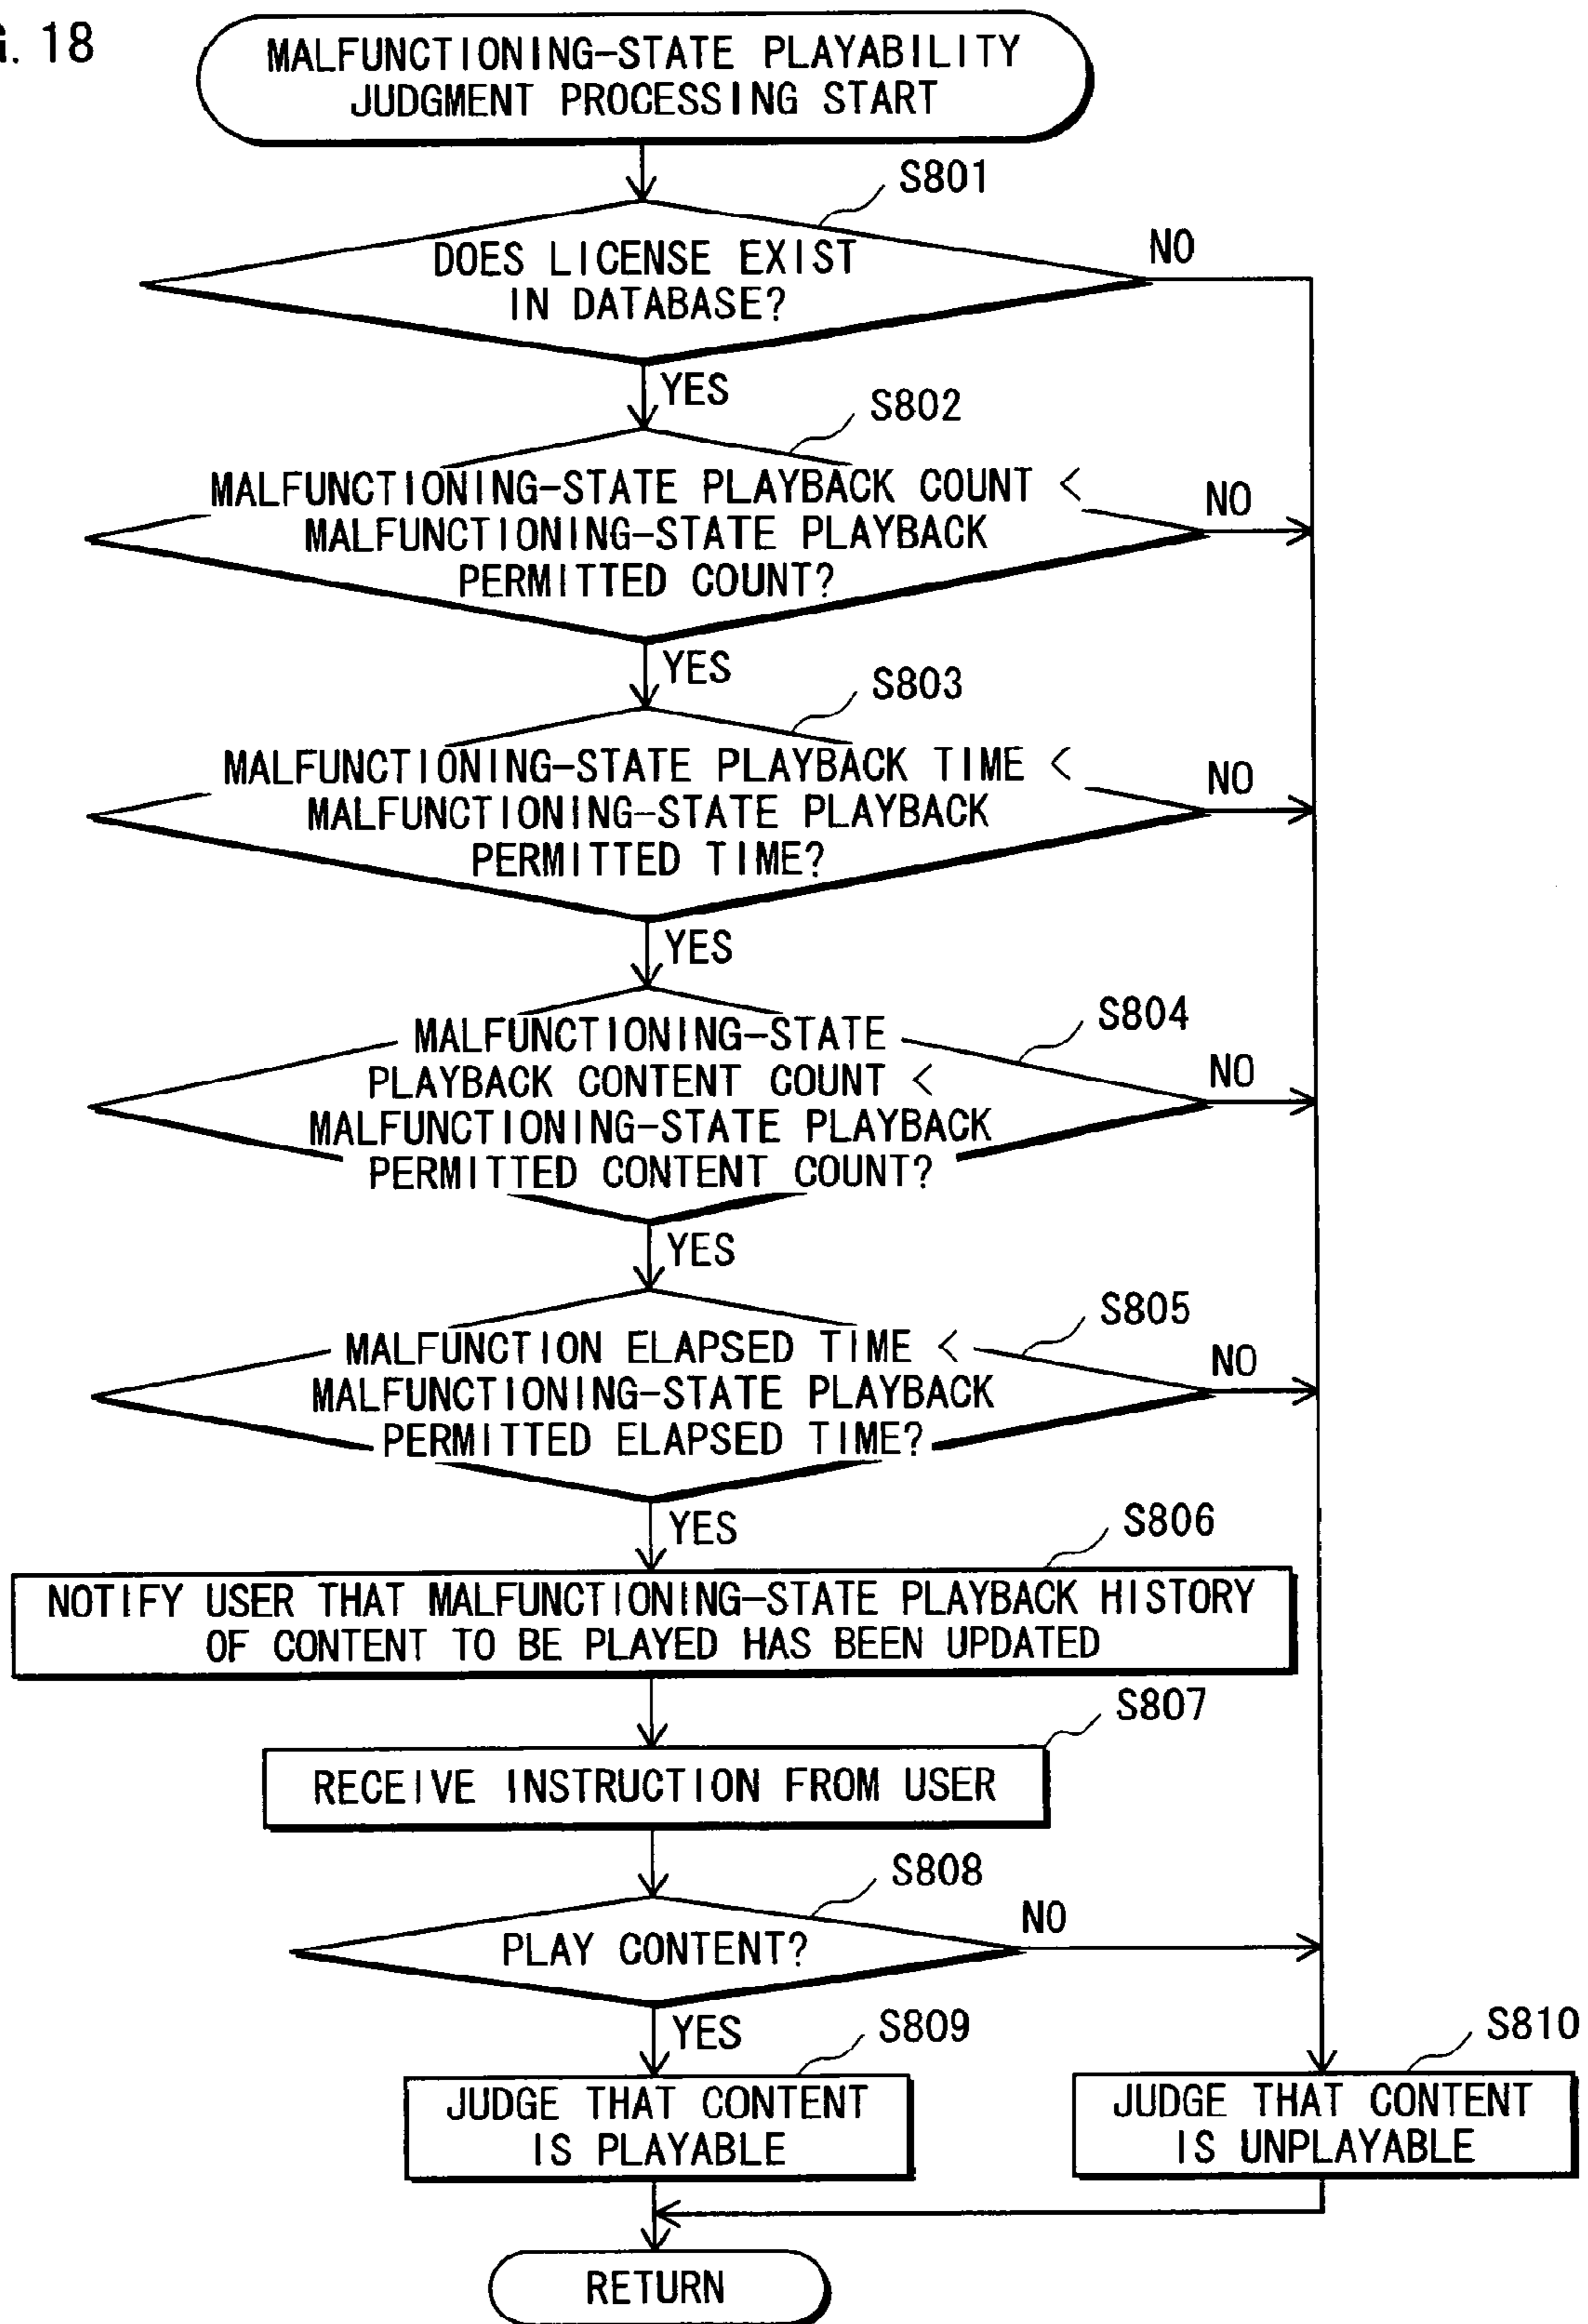 . 18
MALFUNCTIONING-STATE PLAYABILITY
JUDGMENT PROCESSING START
S801
DOES LICENSE EXIST
IN DATABASE?
NO
YES
S802
MALFUNCTIONING-STATE PLAYBACK COUNT <
MALFUNCTIONING-STATE PLAYBACK
PERMITTED COUNT?
NO
YES
S803
MALFUNCTIONING-STATE PLAYBACK TIME <
MALFUNCTIONING-STATE PLAYBACK
PERMITTED TIME?
NO
YES
S804
MALFUNCTIONING-STATE
PLAYBACK CONTENT COUNT <
MALFUNCTIONING-STATE PLAYBACK
PERMITTED CONTENT COUNT?
NO
YES
S805
MALFUNCTION ELAPSED TIME <
MALFUNCTIONING-STATE PLAYBACK
PERMITTED ELAPSED TIME?
NO
YES
S806
NOTIFY USER THAT MALFUNCTIONING-STATE PLAYBACK HISTORY
OF CONTENT TO BE PLAYED HAS BEEN UPDATED
S807
RECEIVE INSTRUCTION FROM USER
S808
PLAY CONTENT?
NO
YES
S809
JUDGE THAT CONTENT
IS PLAYABLE
S810
JUDGE THAT CONTENT
IS UNPLAYABLE
RETURN